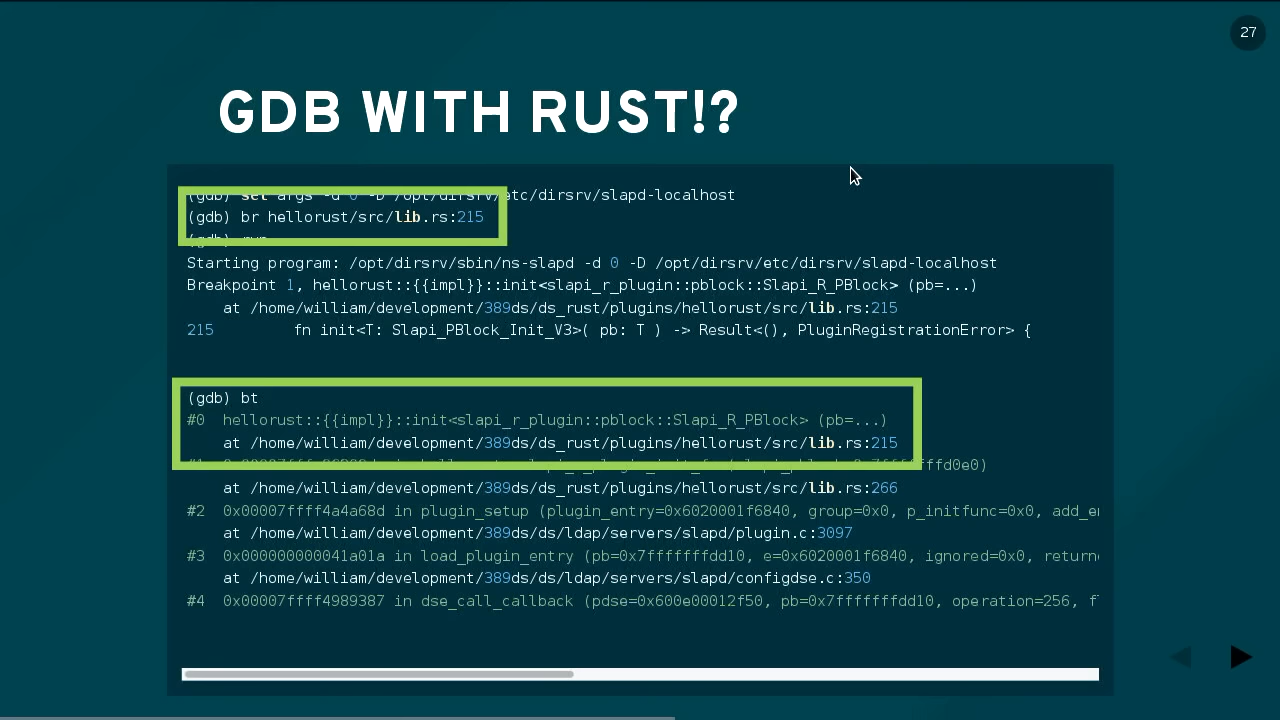 27
GDB WITH RUST!?
(gdb) set args -d 0 -D /opt/dirsrv/etc/dirsrv/slapd-localhost
(gdb) br hellorust/src/lib.rs:215
(gdb) run
Starting program: /opt/dirsrv/sbin/ns-slapd -d 0 -D /opt/dirsrv/etc/dirsrv/slapd-localhost
Breakpoint 1, hellorust::{{impl}}::init<slapi_r_plugin::pblock::Slapi_R_PBlock> (pb=...)
at /home/william/development/389ds/ds_rust/plugins/hellorust/src/lib.rs:215
215 fn init<T: Slapi_PBlock_Init_V3>( pb: T ) -> Result<(), PluginRegistrationError> {
(gdb) bt
#0 hellorust::{{impl}}::init<slapi_r_plugin::pblock::Slapi_R_PBlock> (pb=...)
at /home/william/development/389ds/ds_rust/plugins/hellorust/src/lib.rs:215
#1
at /home/william/development/389ds/ds_rust/plugins/hellorust/src/lib.rs:266
#2 0x00007ffff4a4a68d in plugin_setup (plugin_entry=0x6020001f6840, group=0x0, p_initfunc=0x0, add_en
at /home/william/development/389ds/ds/ldap/servers/slapd/plugin.c:3097
#3 0x000000000041a01a in load_plugin_entry (pb=0x7fffffffdd10, e=0x6020001f6840, ignored=0x0, returnc
at /home/william/development/389ds/ds/ldap/servers/slapd/configdse.c:350
#4 0x00007ffff4989387 in dse_call_callback (pdse=0x600e00012f50, pb=0x7fffffffdd10, operation=256, f